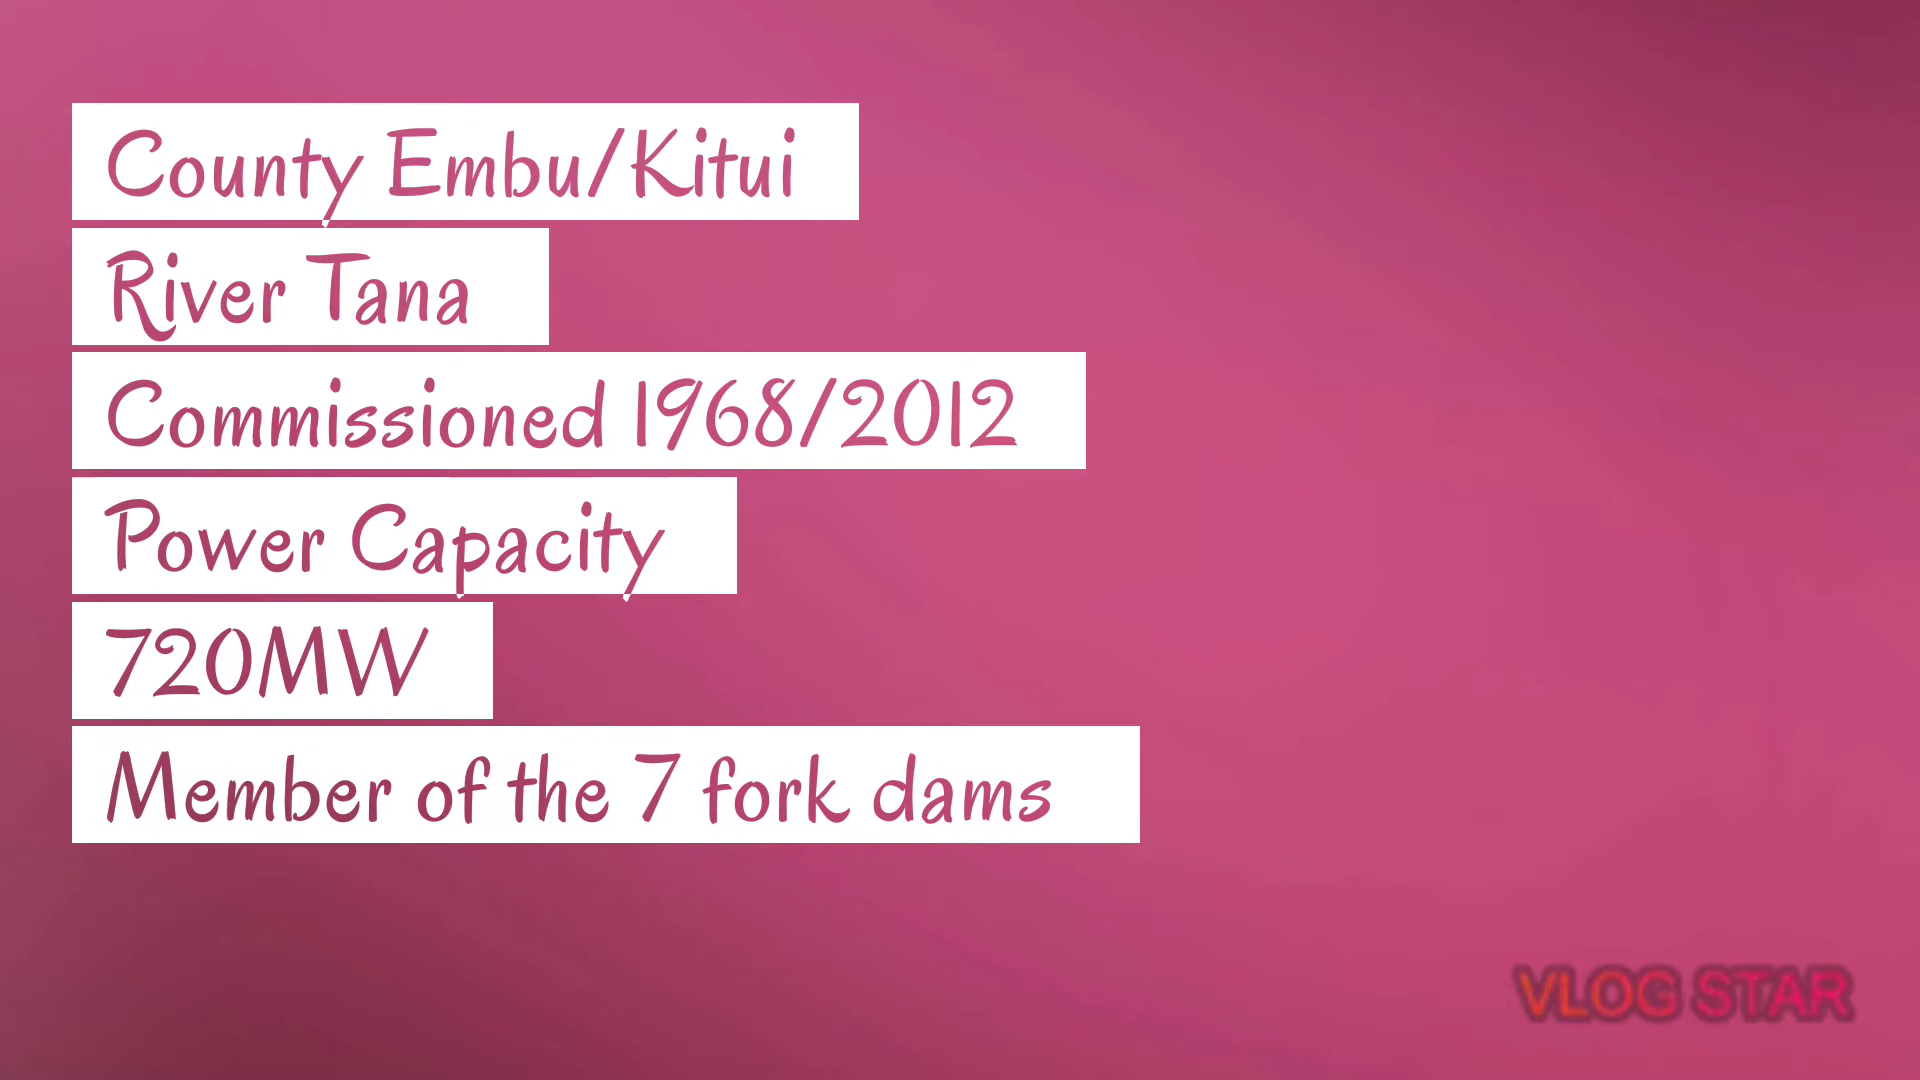 County Embu/Kitui
River Tana
Commissioned 1968/2012
Power Capacity
720MW
Member of the 7 fork dams
VLOG STAR